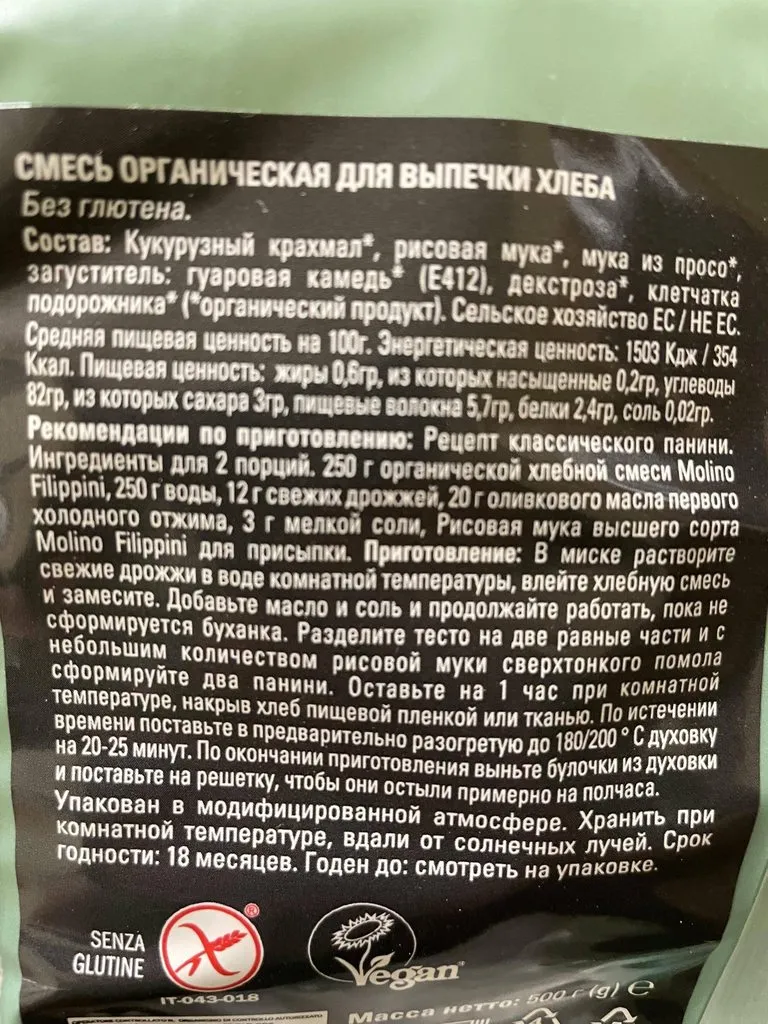 СМЕСЬ ОРГАНИЧЕСКАЯ ДЛЯ ВЫПЕЧКИ ХЛЕБА
Без глютена.
Состав: Кукурузный крахмал*, рисовая мука*, мука из просо*,
загуститель: гуаровая камедь* (Е412), декстроза*, клетчатка
подорожника* (*органический продукт). Сельское хозяйство ЕС / НЕ ЕС.
Средняя пищевая ценность на 100г. Энергетическая ценность: 1503 Кдж / 354
Ккал. Пищевая ценность: жиры 0,6гр, из которых насыщенные 0,2гр, углеводы
82гр, из которых сахара 3гр, пищевые волокна 5,7гр, белки 2,4гр, соль 0,02гр.
Рекомендации по приготовлению: Рецепт классического панини.
Ингредиенты для 2 порций. 250 г органической хлебной смеси Molino
Filippini, 250 г воды, 12 г свежих дрожжей, 20 г оливкового масла первого
холодного отжима, 3 г мелкой соли, Рисовая мука высшего сорта
Molino Filippini для присыпки. Приготовление: В миске растворите
свежие дрожжи в воде комнатной температуры, влейте хлебную смесь
и замесите. Добавьте масло и соль и продолжайте работать, пока не
сформируется буханка. Разделите тесто на две равные части и с
небольшим количеством рисовой муки сверхтонкого помола
сформируйте два панини. Оставьте на 1 час при комнатной
температуре, накрыв хлеб пищевой пленкой или тканью. По истечении
времени поставьте в предварительно разогретую до 180/200 ° С духовку
на 20-25 минут. По окончании приготовления выньте булочки из духовки
и поставьте на решетку, чтобы они остыли примерно на полчаса.
Упакован в модифицированной атмосфере. Хранить при
комнатной температуре, вдали от солнечных лучей. Срок
годности: 18 месяцев. Годен до: смотреть на упаковке.
SENZA
GLUTINE
®
IT-043-018
Vegan
Масса нетто: 500 г (g) e